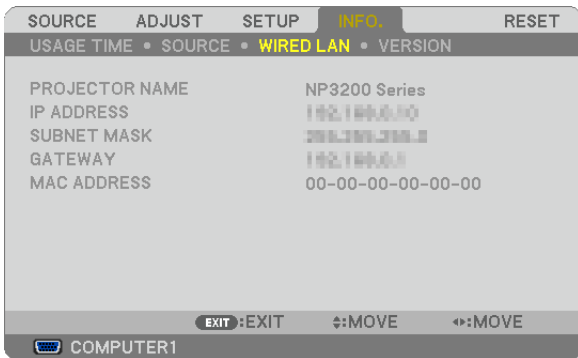 SOURCE ADJUST SETUP INFO. RESET
USAGE TIME • SOURCE • WIRED LAN • VERSION
PROJECTOR NAME NP3200 Series
IP ADDRESS
SUBNET MASK
GATEWAY
MAC ADDRESS 00-00-00-00-00-00
EXIT :EXIT :MOVE :MOVE
COMPUTER1